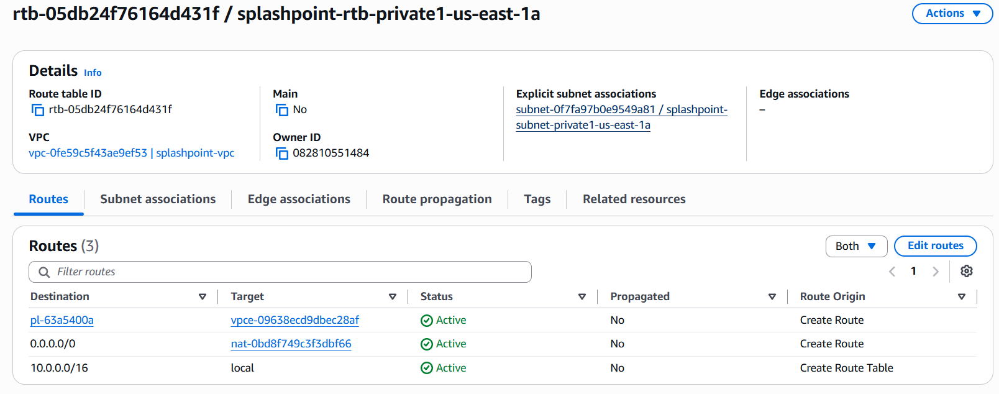 rtb-05db24f76164d431f / splashpoint-rtb-private1-us-east-1a
Actions
Details Info
Route table ID
rtb-05db24f76164d431f
Main
No
Explicit subnet associations
subnet-0f7fa97b0e9549a81 / splashpoint-
subnet-private1-us-east-1a
Edge associations
–
VPC
vpc-0fe59c5f43ae9ef53 | splashpoint-vpc
Owner ID
082810551484
Routes Subnet associations Edge associations Route propagation Tags Related resources
Routes (3)
Both
Edit routes
Filter routes
1
Destination Target Status Propagated Route Origin
pl-63a5400a vpce-09638ecd9dbec28af Active No Create Route
0.0.0.0/0 nat-0bd8f749c3f3dbf66 Active No Create Route
10.0.0.0/16 local Active No Create Route Table